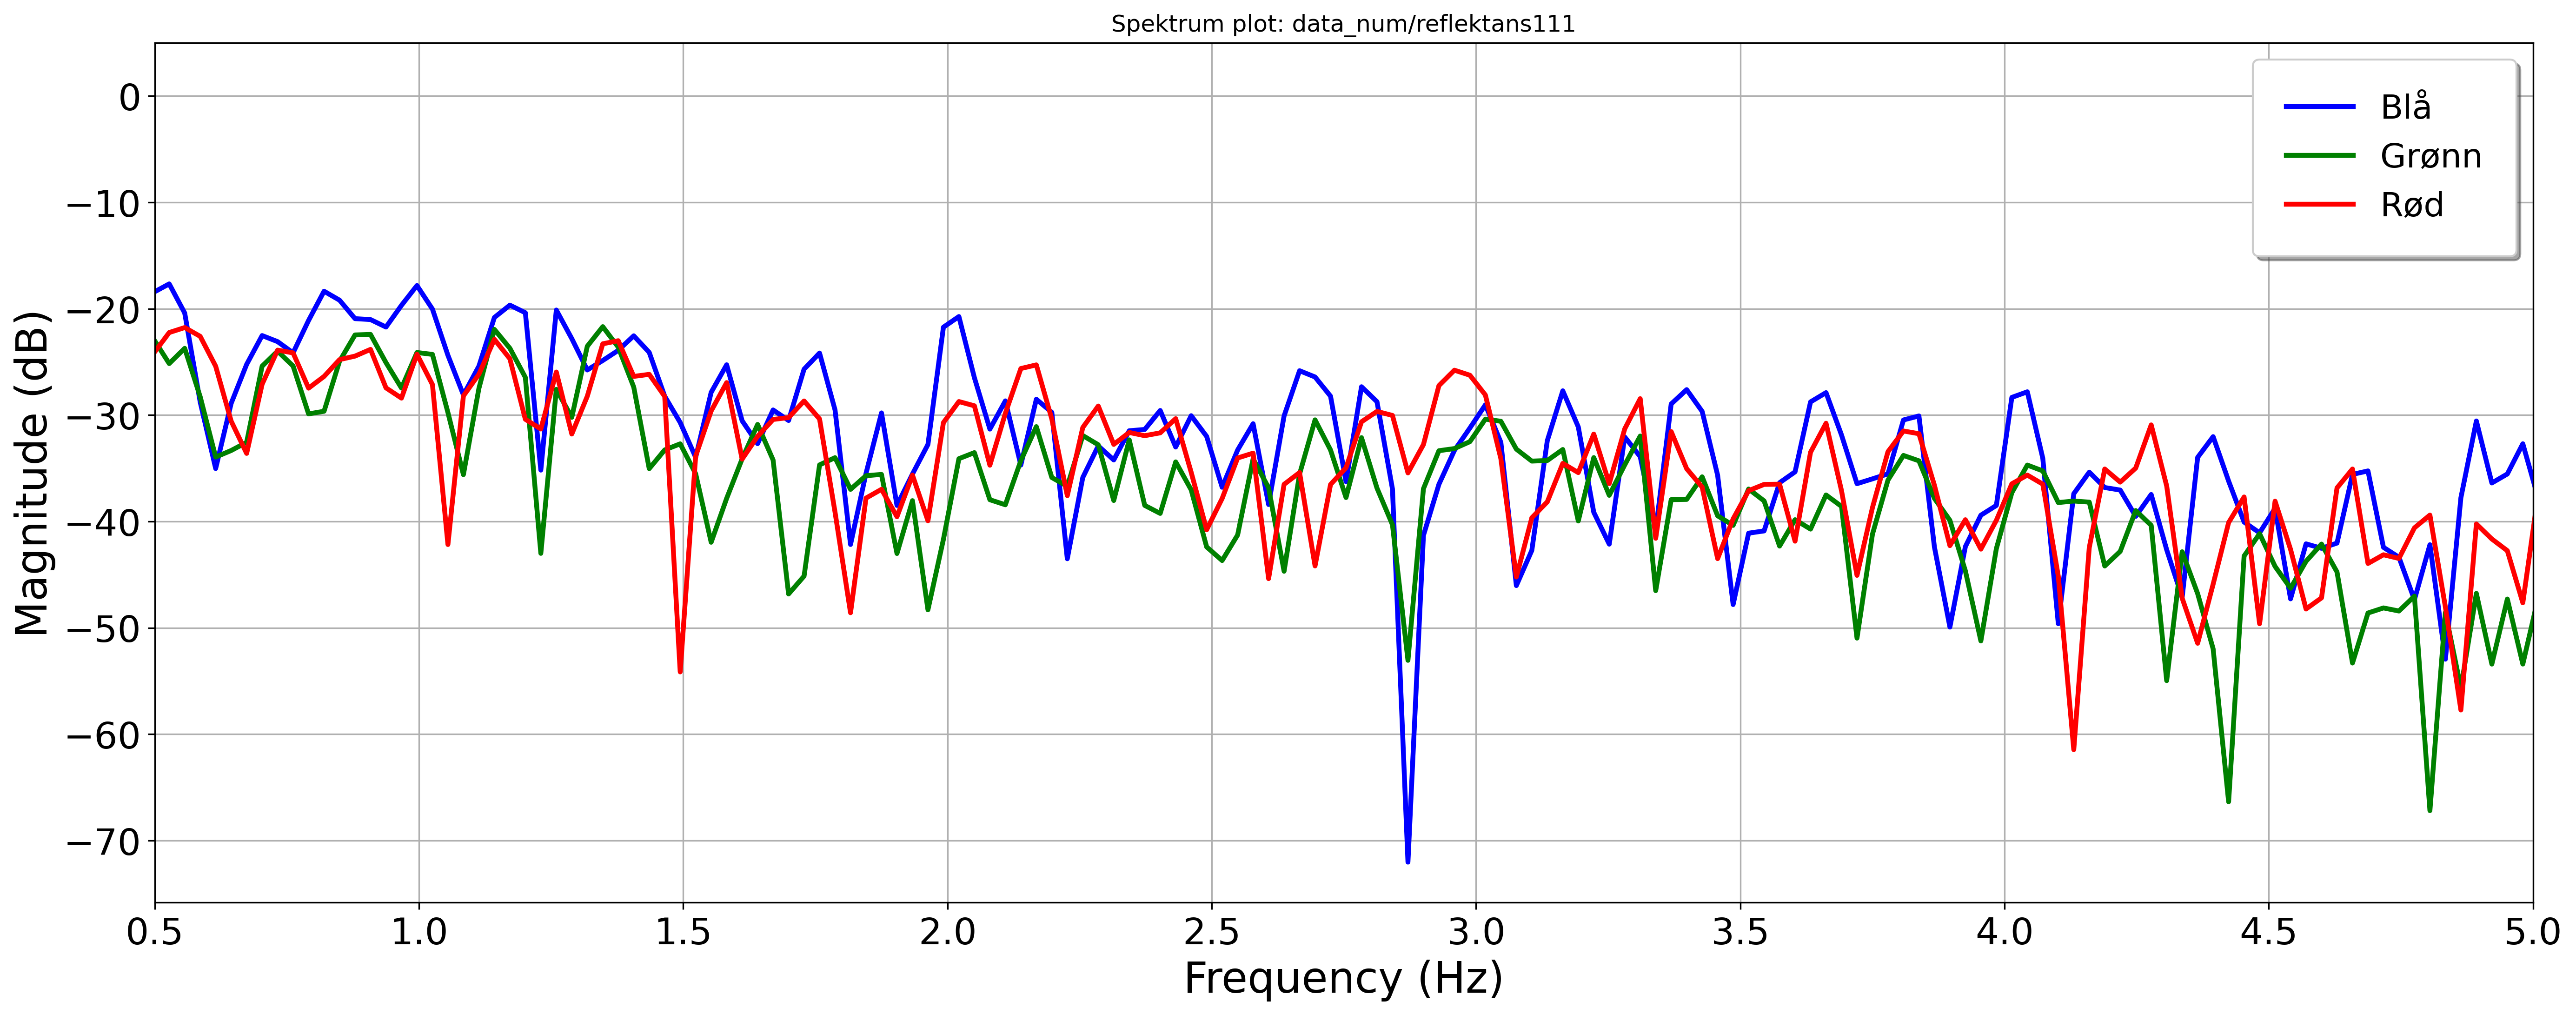 Spektrum plot: data_num/reflektans111
Magnitude (dB)
0
−10
−20
−30
−40
−50
−60
−70
Blå
Grønn
Rød
0.5 1.0 1.5 2.0 2.5 3.0 3.5 4.0 4.5 5.0
Frequency (Hz)